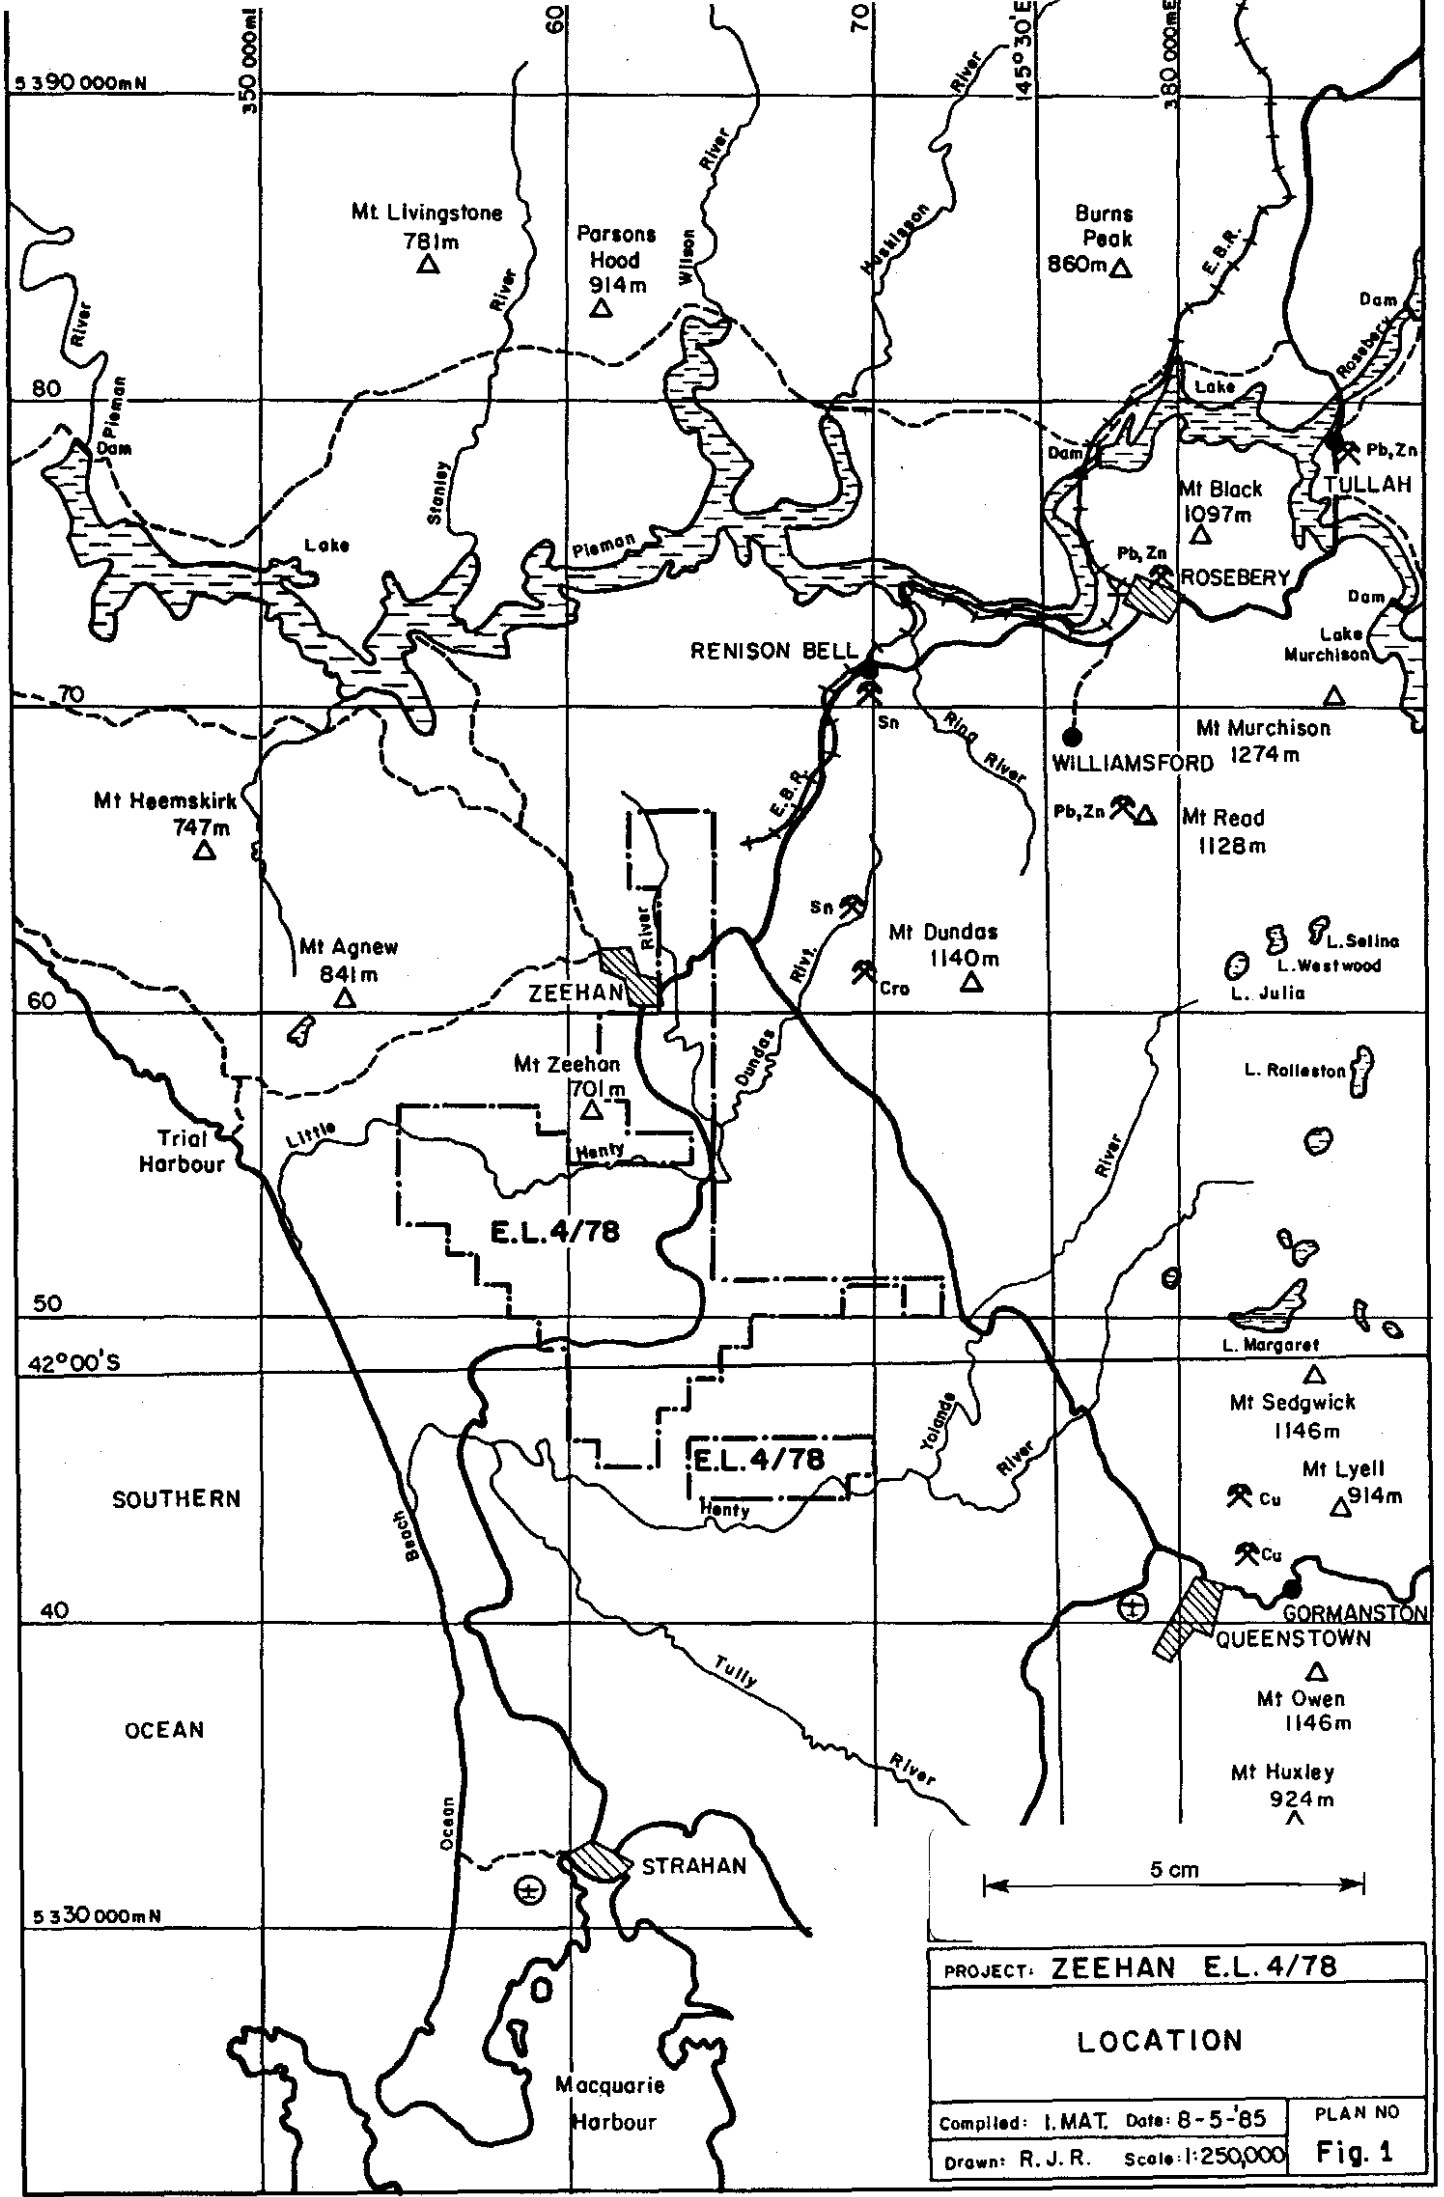 350 000mE
60
70
145°30'E
380 000mE
5390 000mN
River
River
Mt. Livingstone
781m
Parsons
Hood
914m
Wilson
Huskisson
Burns
Peak
860m
E.B.R.
River
River
Dam
Rosebery
80
Pieman
Dam
Lake
Stanley
Dam
Pb,Zn
TULLAH
Mt Black
1097m
Lake
Pieman
Pb, Zn
ROSEBERY
Dam
Lake
Murchison
RENISON BELL
70
Sn
Ring
River
Mt Murchison
1274m
WILLIAMSFORD
E.B.R.
Mt Heemskirk
747m
Pb,Zn
Mt Read
1128m
Sn
River
Mt Dundas
1140m
L. Selina
L. Westwood
L. Julia
Mt Agnew
841m
Rivr.
Cro
ZEEHAN
60
Mt Zeehan
701m
Dundas
L. Rolleston
Trial
Harbour
Little
Henty
River
E.L.4/78
50
42°00'S
L. Margaret
Mt Sedgwick
1146m
Yolande
River
E.L.4/78
Mt Lyell
914m
SOUTHERN
Henty
Cu
Beach
Cu
40
GORMANSTON
QUEENSTOWN
Tully
Mt Owen
1146m
OCEAN
River
Mt Huxley
924m
Ocean
STRAHAN
5 cm
5330 000mN
PROJECT: ZEEHAN E.L. 4/78
LOCATION
Macquarie
Harbour
Compiled: I.MAT. Date: 8-5-'85
PLAN NO
Drawn: R.J.R. Scale: 1:250,000
Fig. 1